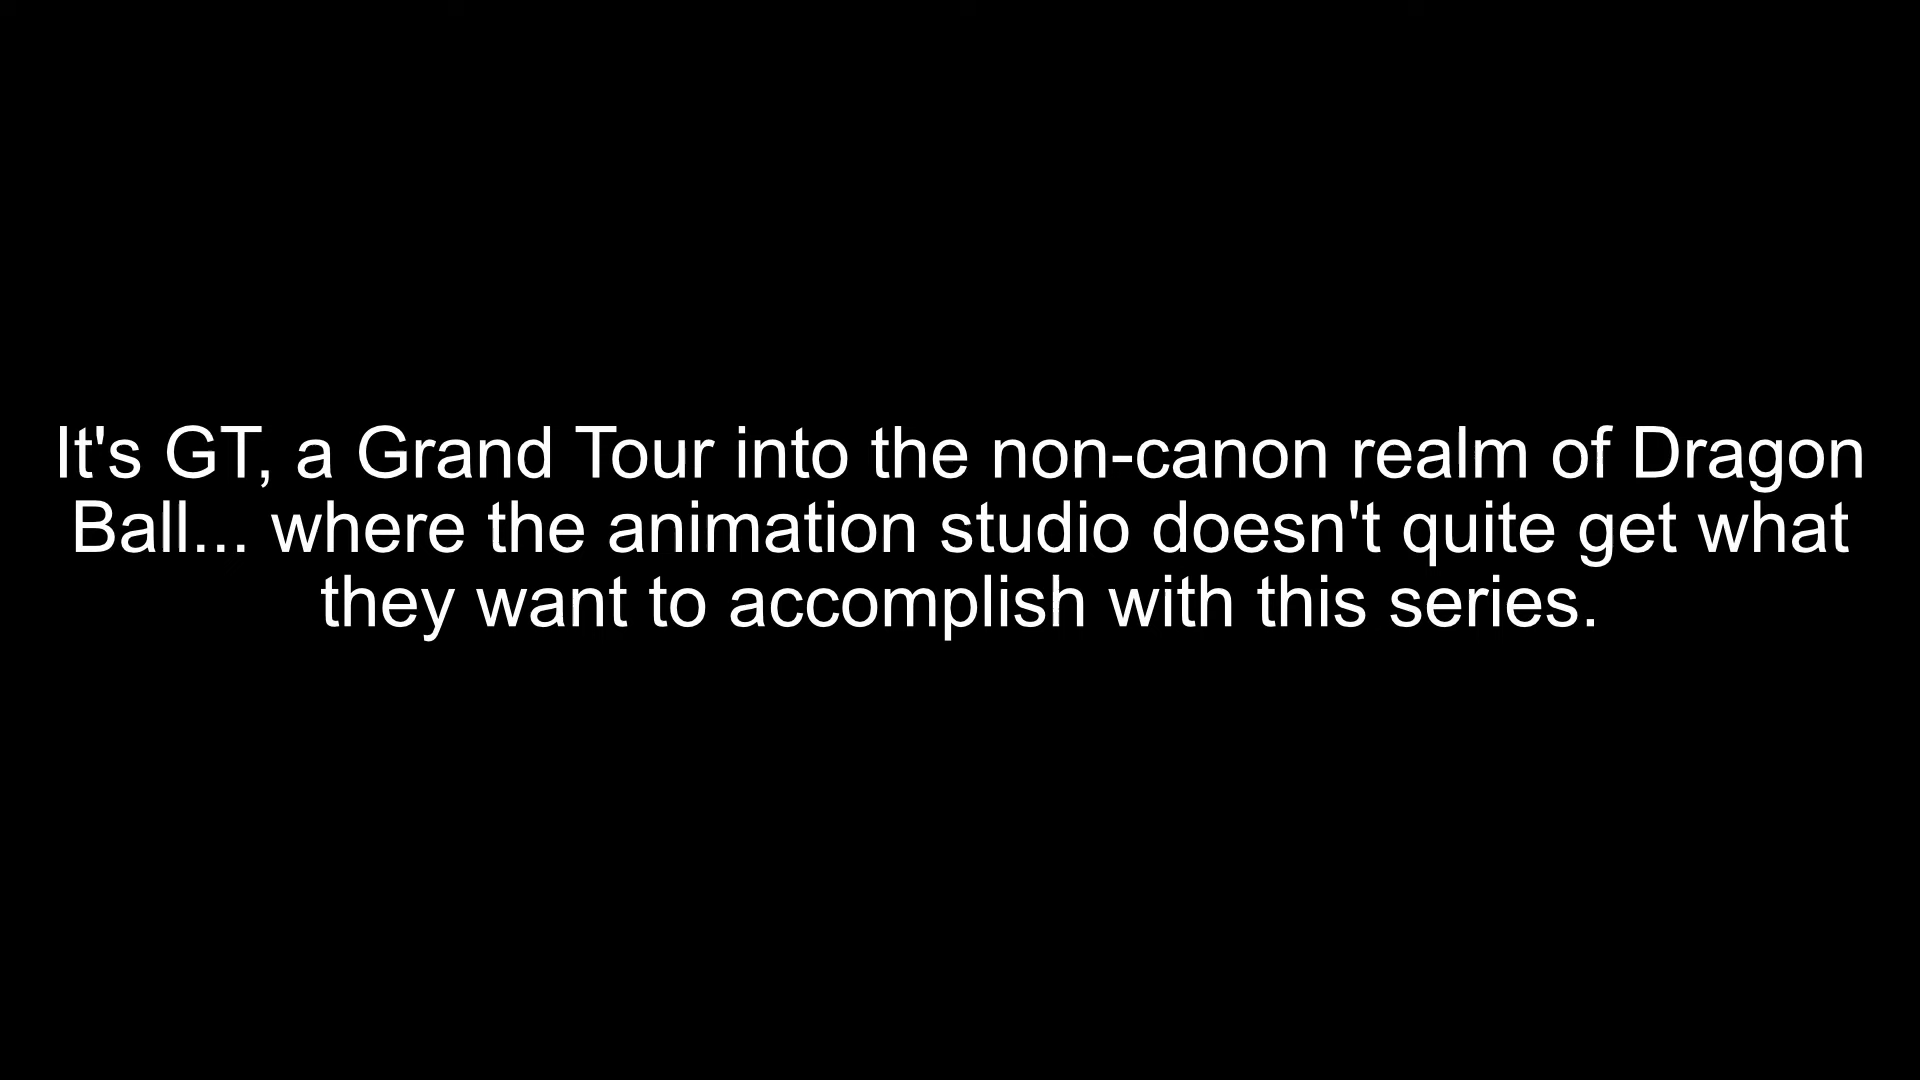 It's GT, a Grand Tour into the non-canon realm of Dragon
Ball... where the animation studio doesn't quite get what
they want to accomplish with this series.